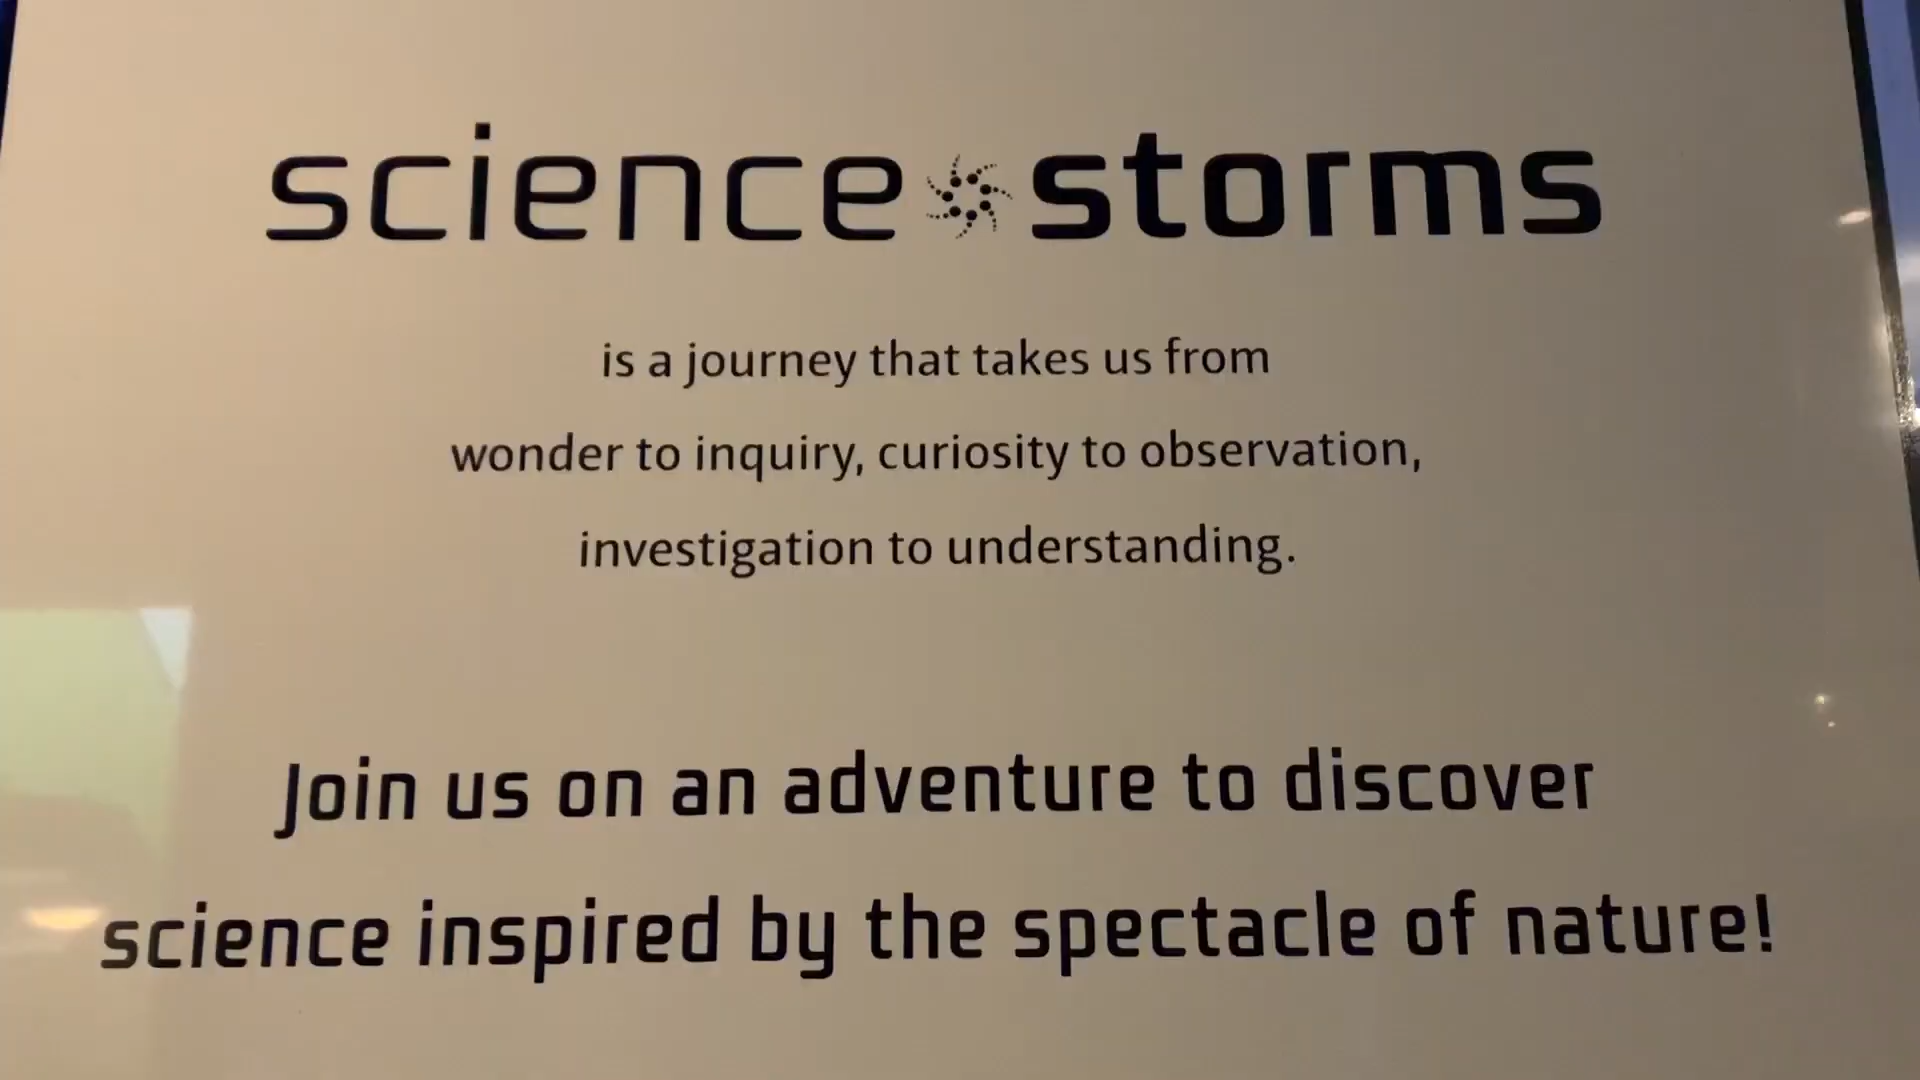 science storms
is a journey that takes us from
wonder to inquiry, curiosity to observation,
investigation to understanding.
Join us on an adventure to discover
science inspired by the spectacle of nature!